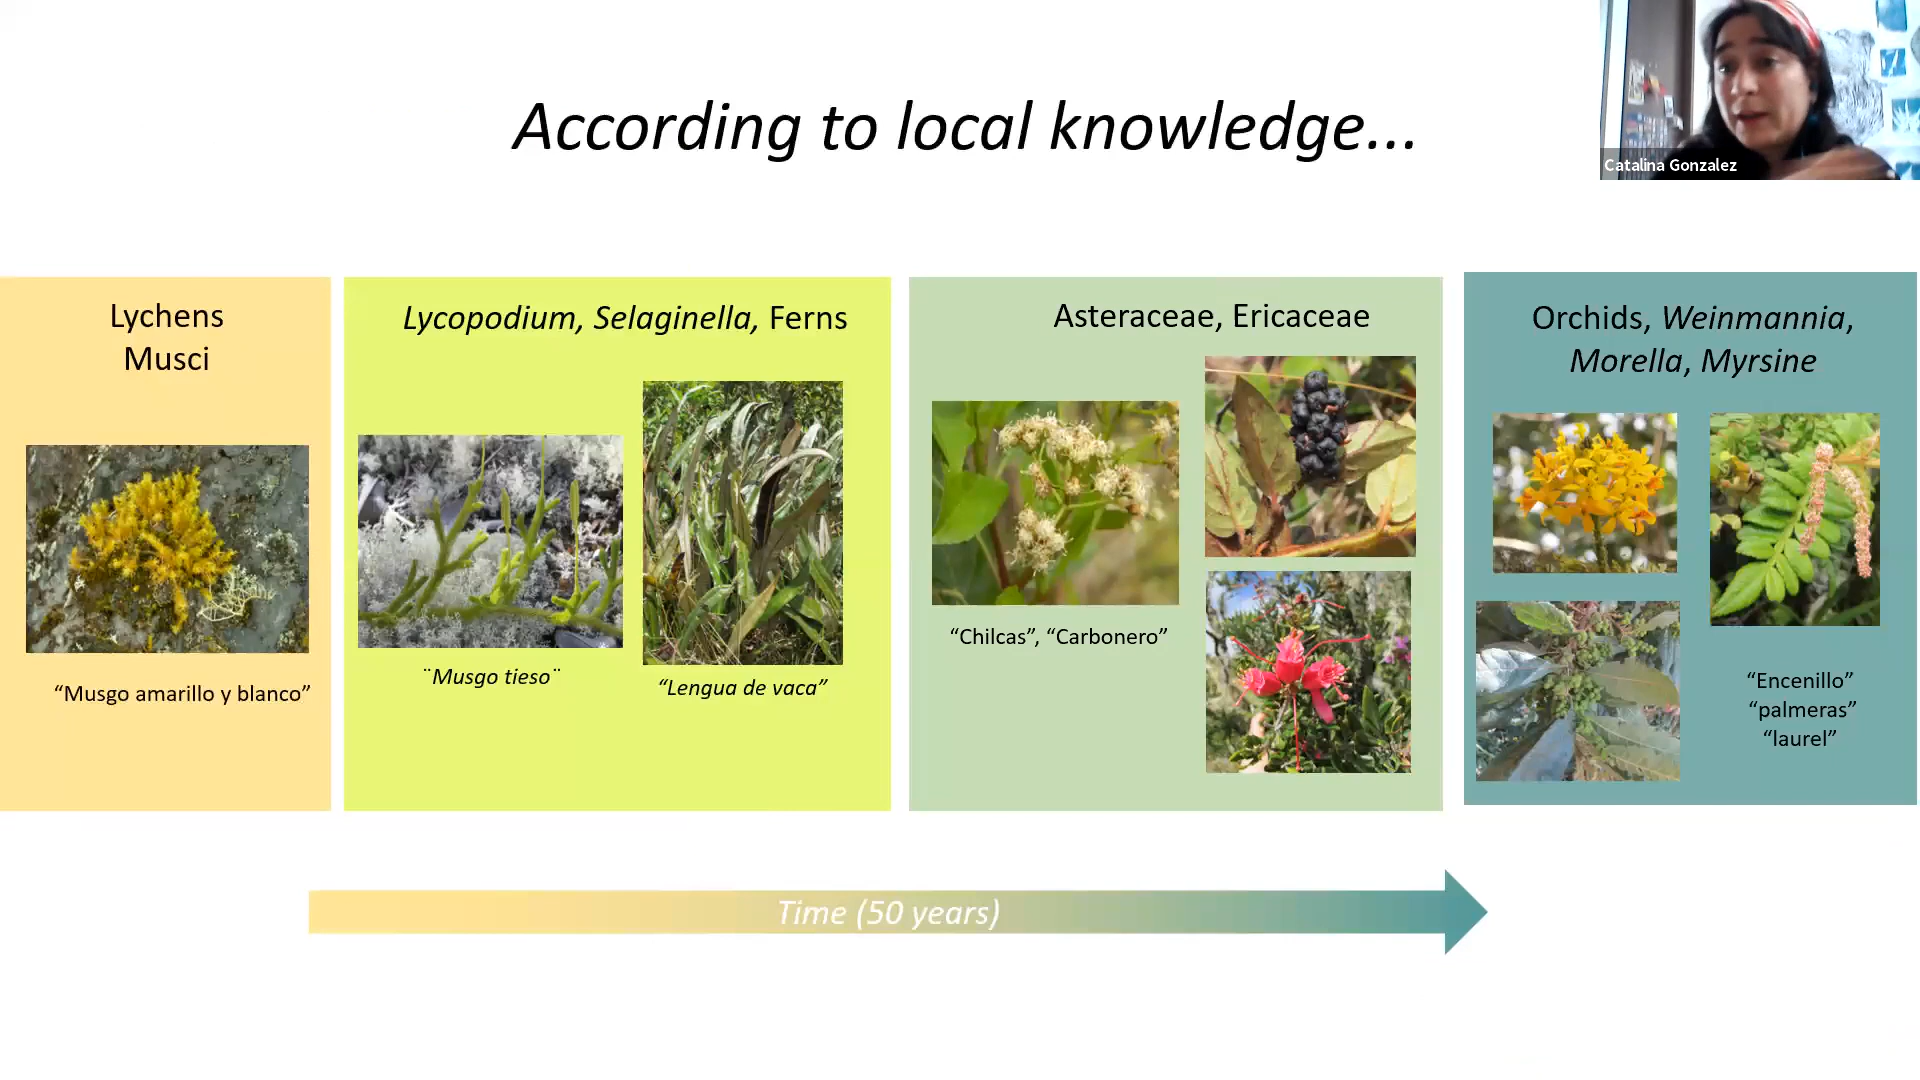 According to local knowledge...
Catalina Gonzalez
Lychens
Musci
“Musgo amarillo y blanco”
Lycopodium, Selaginella, Ferns
¨Musgo tieso¨
“Lengua de vaca”
Asteraceae, Ericaceae
“Chilcas”, “Carbonero”
Orchids, Weinmannia,
Morella, Myrsine
“Encenillo”
“palmeras”
“laurel”
Time (50 years)